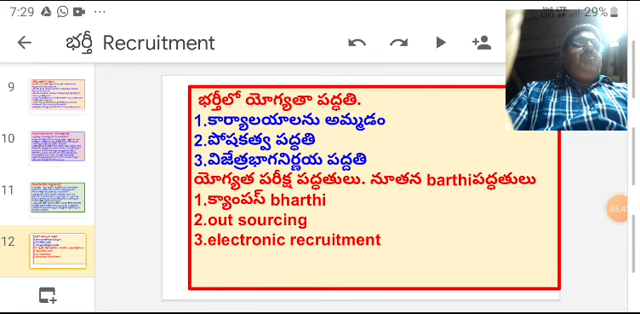 7:29
29%
భర్తీ Recruitment
9
10
11
12
భర్తీలో యోగ్యతా పద్ధతి.
1.కార్యాలయాలను అమ్మడం
2.పోషకత్వ పద్ధతి
3.విజేత్రభాగనిర్ణయ పద్దతి
యోగ్యత పరీక్ష పద్ధతులు. నూతన barthiపద్ధతులు
1.క్యాంపస్ bharthi
2.out sourcing
3.electronic recruitment